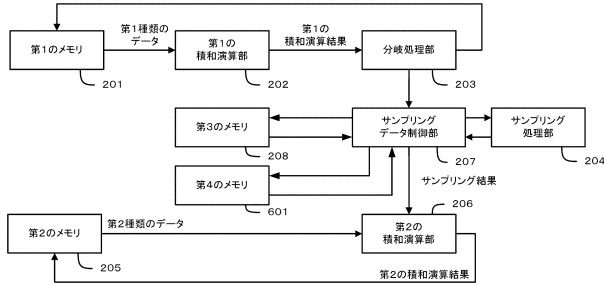 第1のメモリ
201
第1種類の
データ
第1の
積和演算部
202
第1の
積和演算結果
分岐処理部
203
第3のメモリ
208
サンプリング
データ制御部
207
サンプリング
処理部
204
第4のメモリ
601
サンプリング結果
第2のメモリ
205
第2種類のデータ
206
第2の
積和演算部
第2の積和演算結果